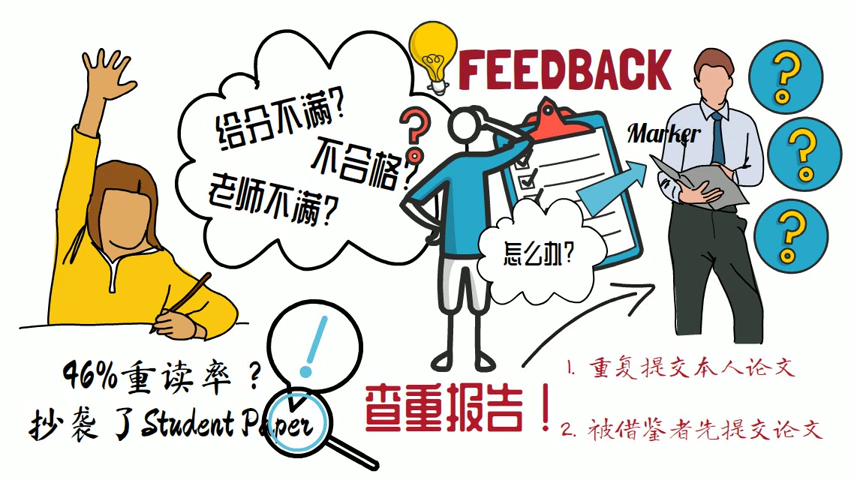 FEEDBACK
给分不满?
不合格?
老师不满?
Marker
怎么办?
46%重读率?
抄袭了Student Paper
查重报告!
1. 重复提交本人论文
2. 被借鉴者先提交论文